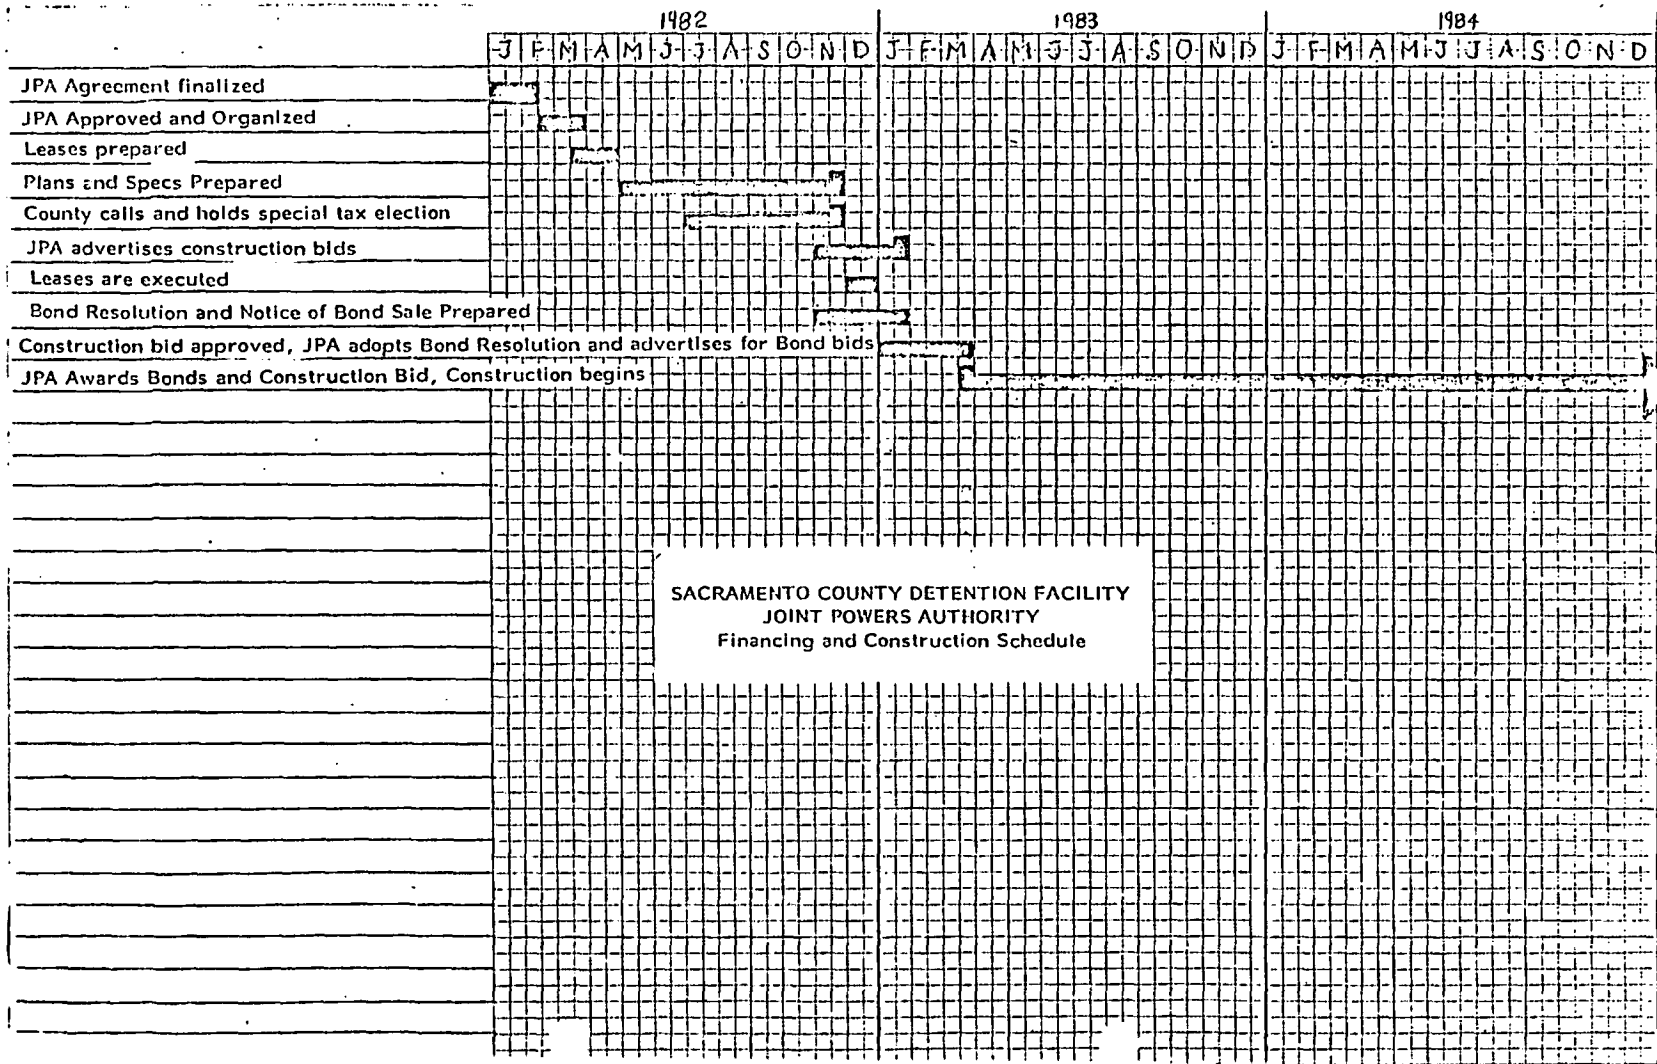 1982 1983 1984
J F M A M J J A S O N D J F M A M J J A S O N D J F M A M J J A S O N D
JPA Agreement finalized
JPA Approved and Organized
Leases prepared
Plans and Specs Prepared
County calls and holds special tax election
JPA advertises construction bids
Leases are executed
Bond Resolution and Notice of Bond Sale Prepared
Construction bid approved, JPA adopts Bond Resolution and advertises for Bond bids
JPA Awards Bonds and Construction Bid, Construction begins
SACRAMENTO COUNTY DETENTION FACILITY
JOINT POWERS AUTHORITY
Financing and Construction Schedule